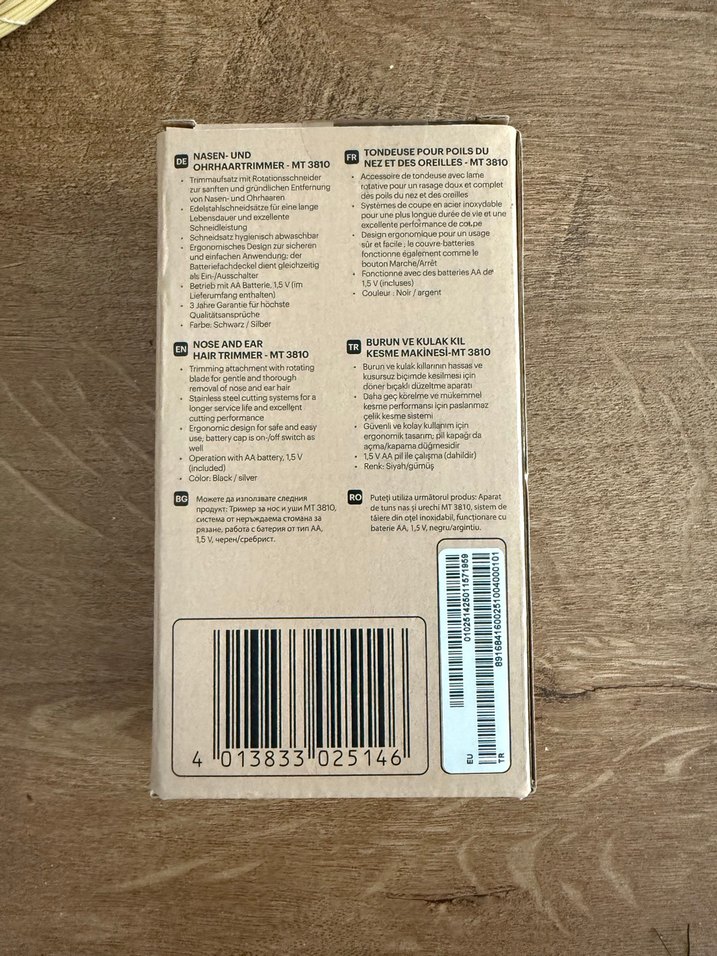 DE NASEN- UND
OHRHAARTRIMMER - MT 3810
• Trimmaufsatz mit Rotationsschneider
zur sanften und gründlichen Entfernung
von Nasen- und Ohrhaaren
• Edelstahlschneidsätze für eine lange
Lebensdauer und exzellente
Schneidleistung
• Schneidsatz hygienisch abwaschbar
• Ergonomisches Design zur sicheren
und einfachen Anwendung; der
Batteriefachdeckel dient gleichzeitig
als Ein-/Ausschalter
• Betrieb mit AA Batterie, 1,5 V (im
Lieferumfang enthalten)
• 3 Jahre Garantie für höchste
Qualitätsansprüche
• Farbe: Schwarz / Silber
FR TONDEUSE POUR POILS DU
NEZ ET DES OREILLES - MT 3810
• Accessoire de tondeuse avec lame
rotative pour un rasage doux et complet
des poils du nez et des oreilles
• Systèmes de coupe en acier inoxydable
pour une plus longue durée de vie et une
excellente performance de coupe
• Design ergonomique pour un usage
sûr et facile ; le couvre-batteries
fonctionne également comme le
bouton Marche/Arrêt
• Fonctionne avec des batteries AA de
1,5 V (incluses)
• Couleur : Noir / argent
EN NOSE AND EAR
HAIR TRIMMER - MT 3810
• Trimming attachment with rotating
blade for gentle and thorough
removal of nose and ear hair
• Stainless steel cutting systems for a
longer service life and excellent
cutting performance
• Ergonomic design for safe and easy
use; battery cap is on-/off switch as
well
• Operation with AA battery, 1,5 V
(included)
• Color: Black / silver
TR BURUN VE KULAK KIL
KESME MAKİNESİ-MT 3810
• Burun ve kulak kıllarının hassas ve
kusursuz biçimde kesilmesi için
döner bıçaklı düzeltme aparatı
• Daha geç körelme ve mükemmel
kesme performansı için paslanmaz
çelik kesme sistemi
• Güvenli ve kolay kullanım için
ergonomik tasarım; pil kapağı da
açma/kapama düğmesidir
• 1,5 V AA pil ile çalışma (dahildir)
• Renk: Siyah/gümüş
BG Можете да използвате следния
продукт: Тример за нос и уши MT 3810,
система от неръждаема стомана за
рязане, работа с батерия от тип AA,
1,5 V, черен/сребрист.
RO Puteți utiliza următorul produs: Aparat
de tuns nas și urechi MT 3810, sistem de
tăiere din oțel inoxidabil, funcționare cu
baterie AA, 1,5 V, negru/argintiu.
4 013833 025146
EU
010251425011571959
TR
8916841600251004000101